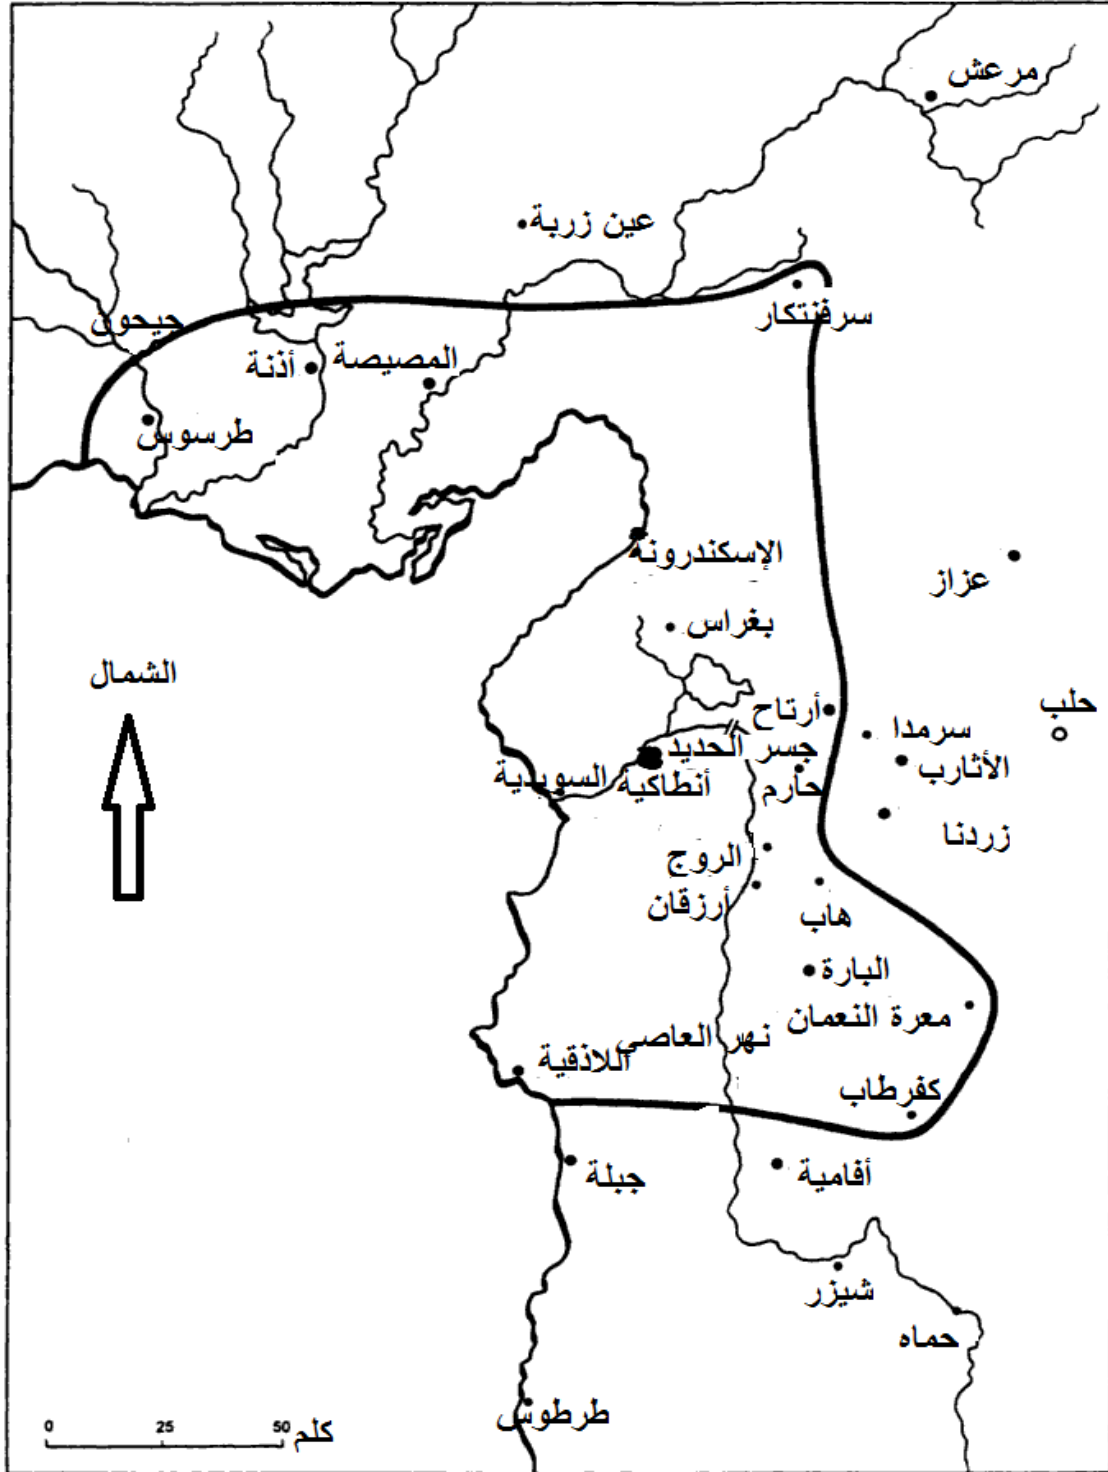 مرعش
عين زربة
سرفنتكار
جيحون
أذنة
المصيصة
طرسوس
الإسكندرونة
عزاز
بغراس
الشمال
أرتاح
سرمدا
حلب
جسر الحديد
الأثارب
السويدية
أنطاكية
حارم
زردنا
الروج
أرزقان
هاب
البارة
معرة النعمان
نهر العاصي
اللاذقية
كفرطاب
جبلة
أفامية
شيزر
حماه
طرطوس
0 25 50 كلم